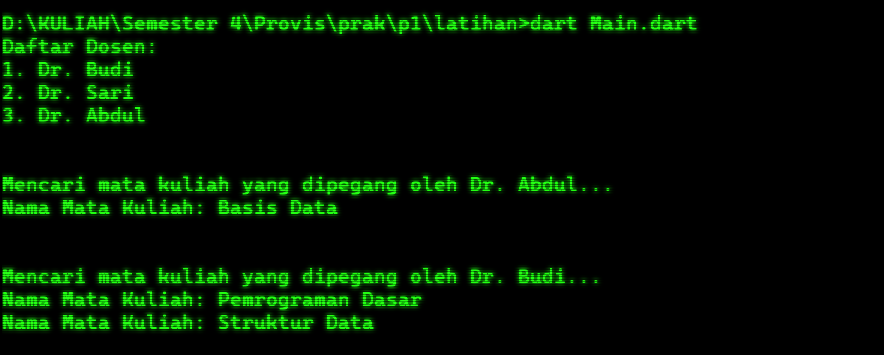 D:\KULIAH\Semester 4\Provis\prak\p1\latihan>dart Main.dart
Daftar Dosen:
1. Dr. Budi
2. Dr. Sari
3. Dr. Abdul
Mencari mata kuliah yang dipegang oleh Dr. Abdul...
Nama Mata Kuliah: Basis Data
Mencari mata kuliah yang dipegang oleh Dr. Budi...
Nama Mata Kuliah: Pemrograman Dasar
Nama Mata Kuliah: Struktur Data